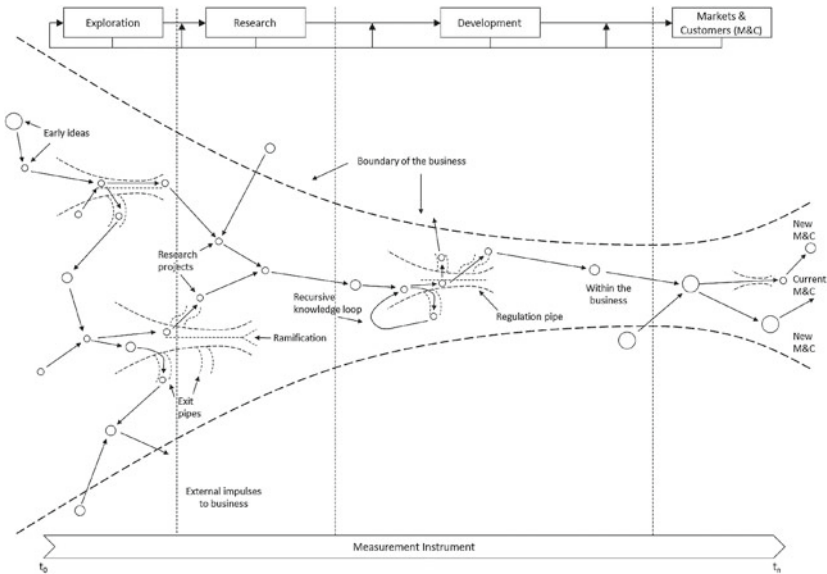 Exploration
Research
Development
Markets &
Customers (M&C)
Early ideas
Boundary of the business
Research
projects
Recursive
knowledge loop
Regulation pipe
Within the
business
New
M&C
Current
M&C
New
M&C
Ramification
Exit
pipes
External impulses
to business
Measurement Instrument
t₀
tₙ